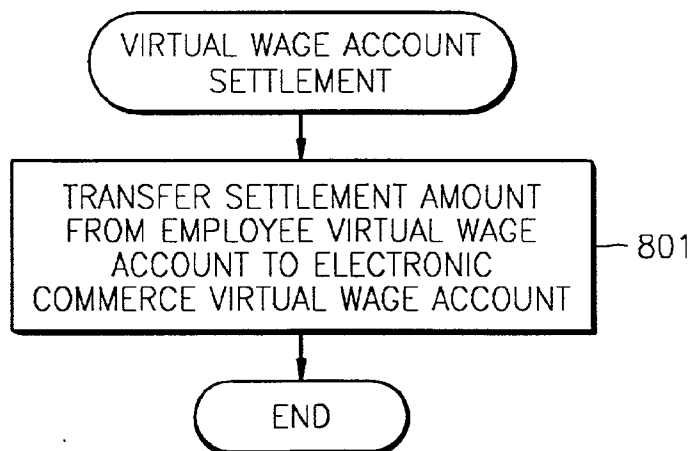 VIRTUAL WAGE ACCOUNT
SETTLEMENT
TRANSFER SETTLEMENT AMOUNT
FROM EMPLOYEE VIRTUAL WAGE
ACCOUNT TO ELECTRONIC
COMMERCE VIRTUAL WAGE ACCOUNT
801
END